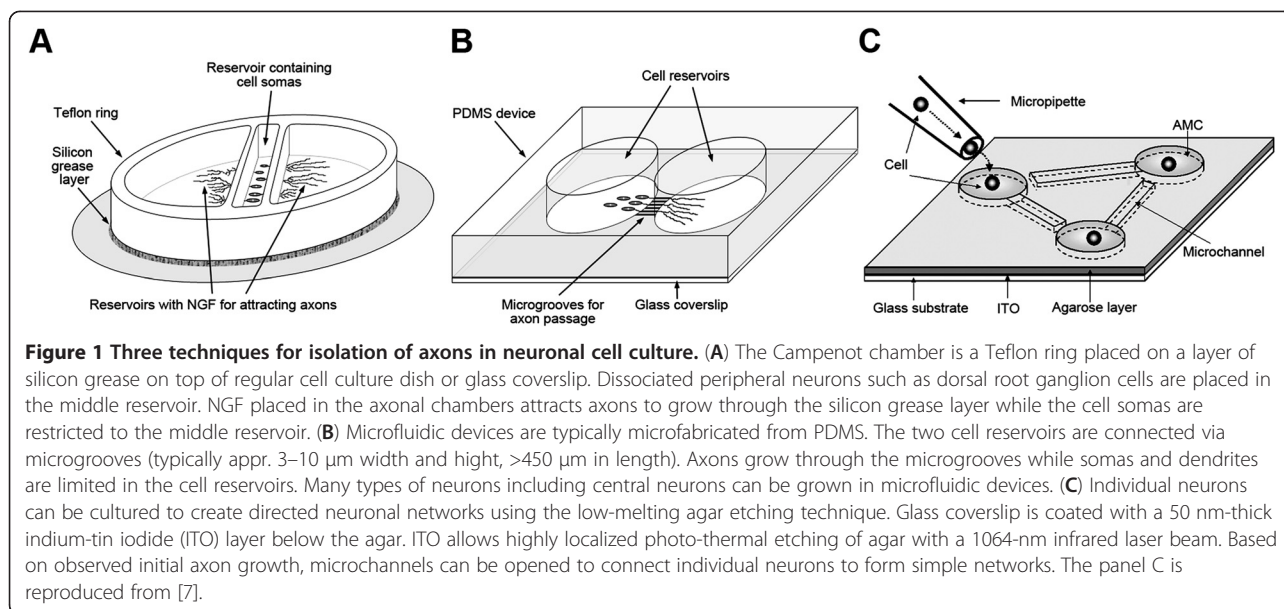 A
B
C
Reservoir containing
cell somas
Teflon ring
Silicon
grease
layer
Reservoirs with NGF for attracting axons
Cell reservoirs
PDMS device
Microgrooves for
axon passage
Glass coverslip
Micropipette
Cell
AMC
Microchannel
Glass substrate
ITO
Agarose layer
Figure 1 Three techniques for isolation of axons in neuronal cell culture. (A) The Campenot chamber is a Teflon ring placed on a layer of
silicon grease on top of regular cell culture dish or glass coverslip. Dissociated peripheral neurons such as dorsal root ganglion cells are placed in
the middle reservoir. NGF placed in the axonal chambers attracts axons to grow through the silicon grease layer while the cell somas are
restricted to the middle reservoir. (B) Microfluidic devices are typically microfabricated from PDMS. The two cell reservoirs are connected via
microgrooves (typically appr. 3–10 μm width and hight, >450 μm in length). Axons grow through the microgrooves while somas and dendrites
are limited in the cell reservoirs. Many types of neurons including central neurons can be grown in microfluidic devices. (C) Individual neurons
can be cultured to create directed neuronal networks using the low-melting agar etching technique. Glass coverslip is coated with a 50 nm-thick
indium-tin iodide (ITO) layer below the agar. ITO allows highly localized photo-thermal etching of agar with a 1064-nm infrared laser beam. Based
on observed initial axon growth, microchannels can be opened to connect individual neurons to form simple networks. The panel C is
reproduced from [7].